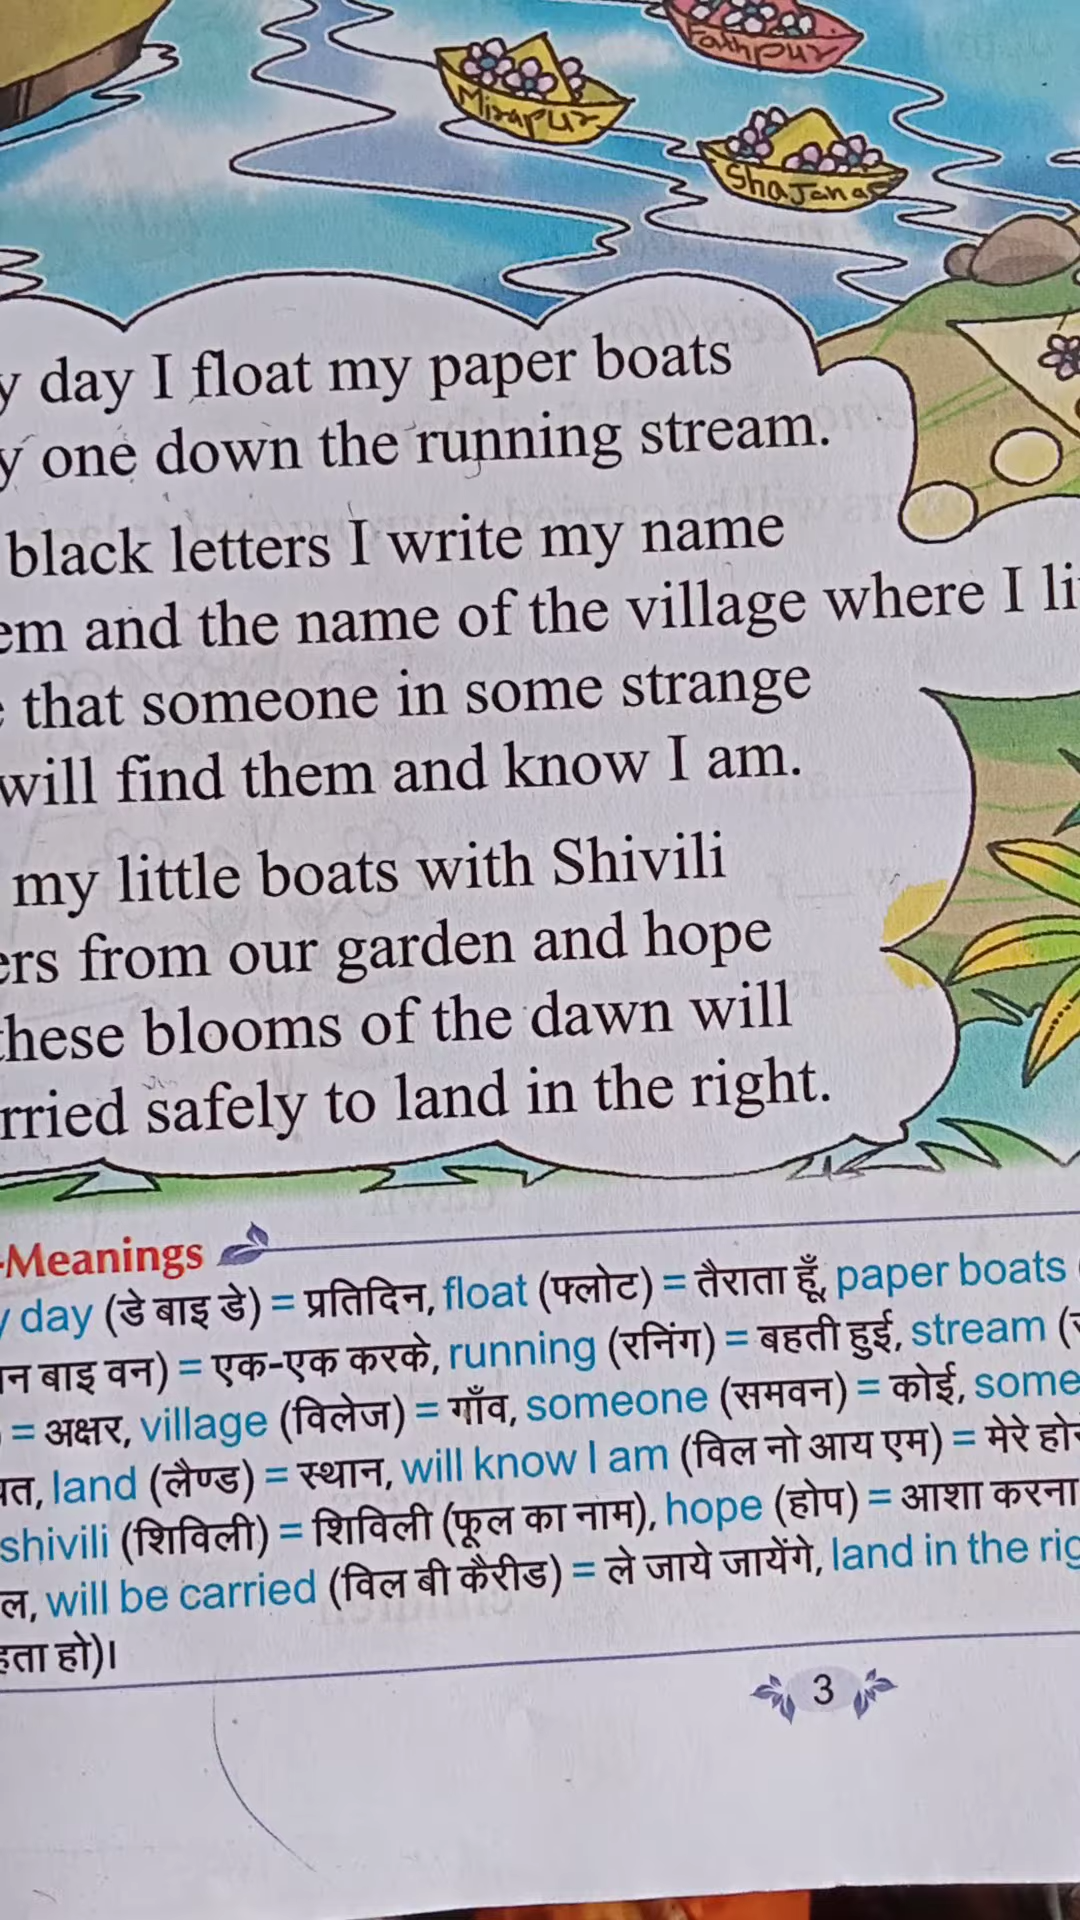 Fathpur
Mirapur
ShaJana
y day I float my paper boats
y one down the running stream.
black letters I write my name
em and the name of the village where I li
e that someone in some strange
will find them and know I am.
my little boats with Shivili
ers from our garden and hope
these blooms of the dawn will
rried safely to land in the right.
-Meanings
y day (डे बाइ डे) = प्रतिदिन, float (फ्लोट) = तैराता हूँ, paper boats
न बाइ वन) = एक-एक करके, running (रनिंग) = बहती हुई, stream (
) = अक्षर, village (विलेज) = गाँव, someone (समवन) = कोई, some
त, land (लैण्ड) = स्थान, will know I am (विल नो आय एम) = मेरे हो
shivili (शिविली) = शिविली (फूल का नाम), hope (होप) = आशा करना
ल, will be carried (विल बी कैरीड) = ले जाये जायेंगे, land in the rig
हता हो)।
3